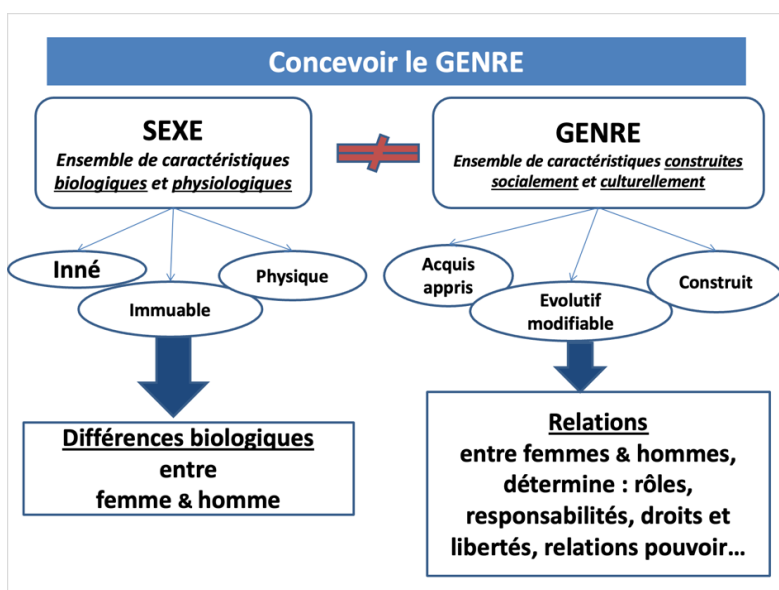 Concevoir le GENRE
SEXE
Ensemble de caractéristiques
biologiques et physiologiques
≠
GENRE
Ensemble de caractéristiques construites
socialement et culturellement
Inné
Immuable
Physique
Acquis
appris
Evolutif
modifiable
Construit
Différences biologiques
entre
femme & homme
Relations
entre femmes & hommes,
détermine : rôles,
responsabilités, droits et
libertés, relations pouvoir...